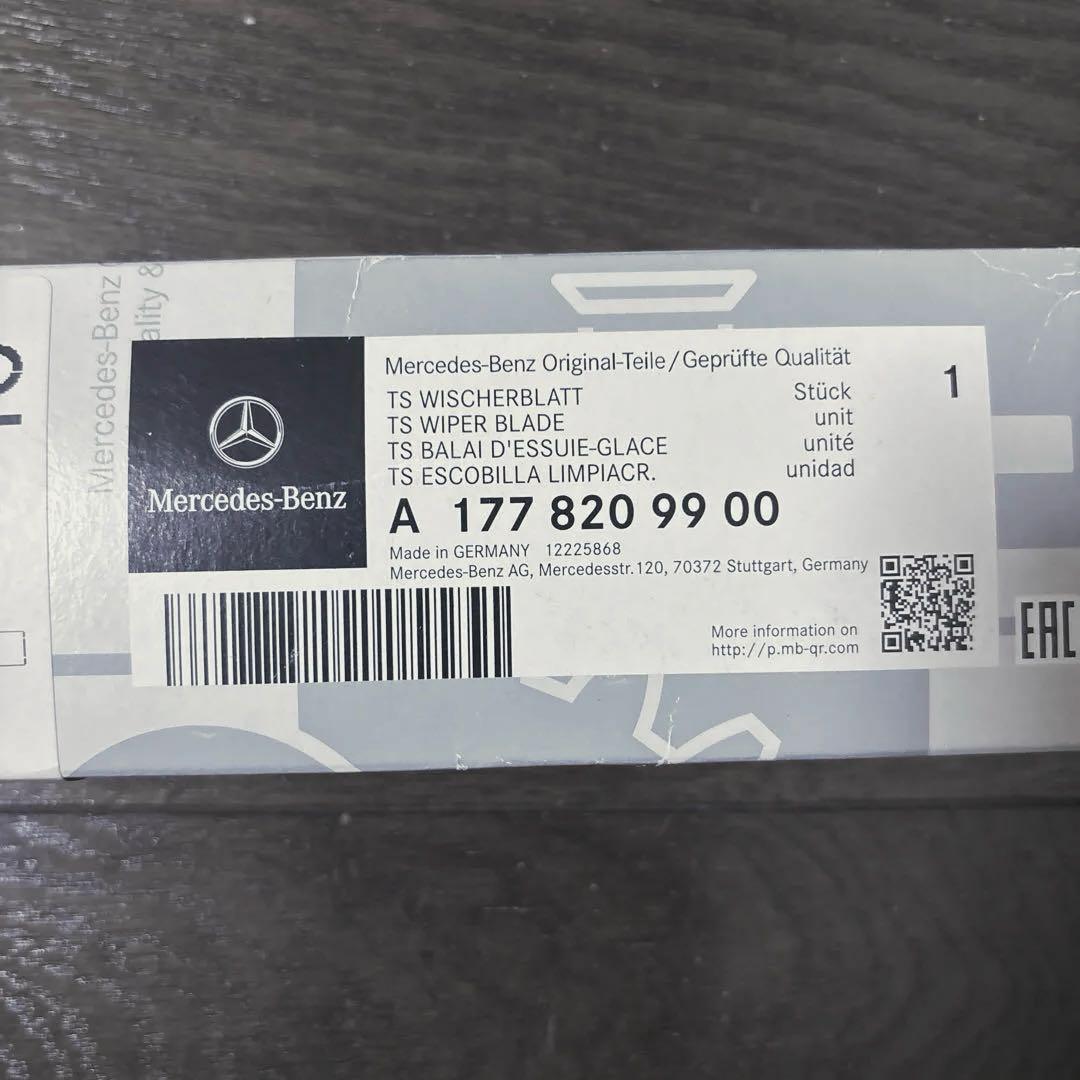 Mercedes-Benz
ality &
Mercedes-Benz
Mercedes-Benz Original-Teile/Geprüfte Qualität
TS WISCHERBLATT Stück 1
TS WIPER BLADE unit
TS BALAI D'ESSUIE-GLACE unité
TS ESCOBILLA LIMPIACR. unidad
A 177 820 99 00
Made in GERMANY 12225868
Mercedes-Benz AG, Mercedesstr.120, 70372 Stuttgart, Germany
More information on
http://p.mb-qr.com
EAC